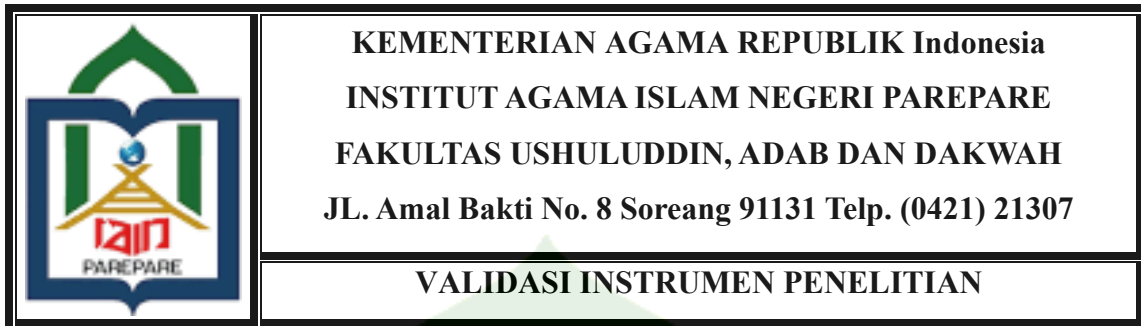 iain
PAREPARE
KEMENTERIAN AGAMA REPUBLIK Indonesia
INSTITUT AGAMA ISLAM NEGERI PAREPARE
FAKULTAS USHULUDDIN, ADAB DAN DAKWAH
JL. Amal Bakti No. 8 Soreang 91131 Telp. (0421) 21307
VALIDASI INSTRUMEN PENELITIAN